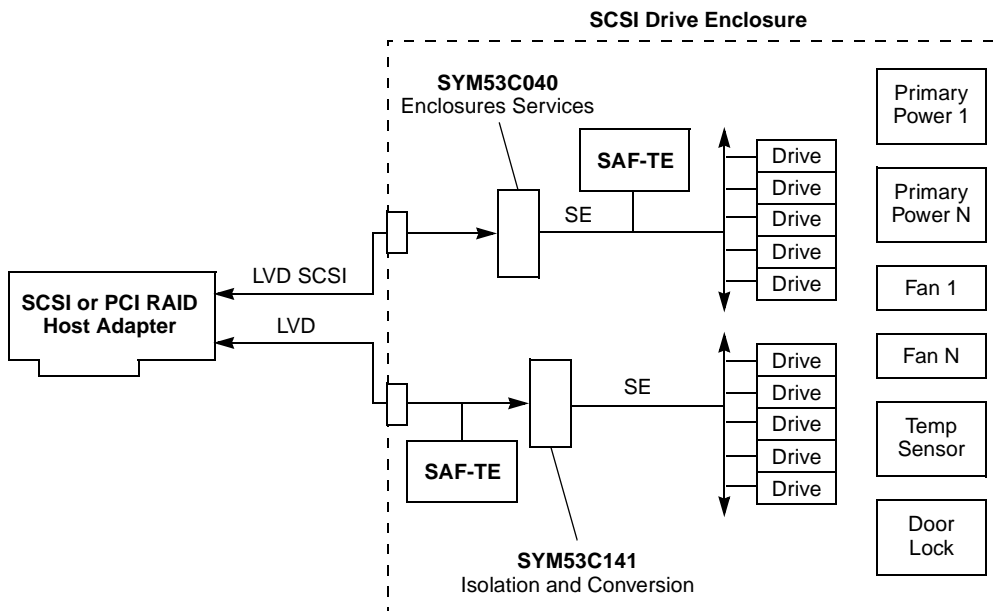 SCSI Drive Enclosure
SYM53C040
Enclosures Services
SAF-TE
SE
Drive
Drive
Drive
Drive
Drive
LVD SCSI
SCSI or PCI RAID
Host Adapter
LVD
SE
Drive
Drive
Drive
Drive
Drive
SAF-TE
SYM53C141
Isolation and Conversion
Primary
Power 1
Primary
Power N
Fan 1
Fan N
Temp
Sensor
Door
Lock